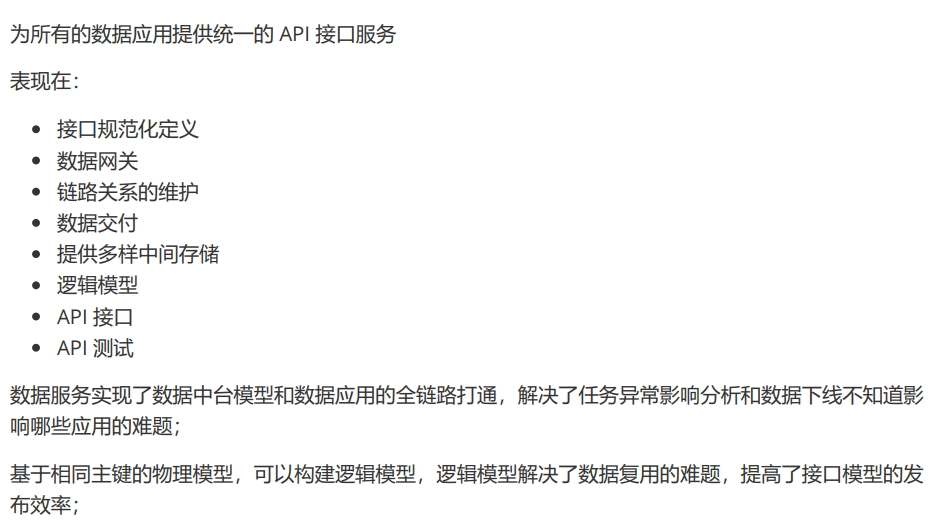 为所有的数据应用提供统一的 API 接口服务
表现在：
• 接口规范化定义
• 数据网关
• 链路关系的维护
• 数据交付
• 提供多样中间存储
• 逻辑模型
• API 接口
• API 测试
数据服务实现了数据中台模型和数据应用的全链路打通，解决了任务异常影响分析和数据下线不知道影
响哪些应用的难题；
基于相同主键的物理模型，可以构建逻辑模型，逻辑模型解决了数据复用的难题，提高了接口模型的发
布效率；